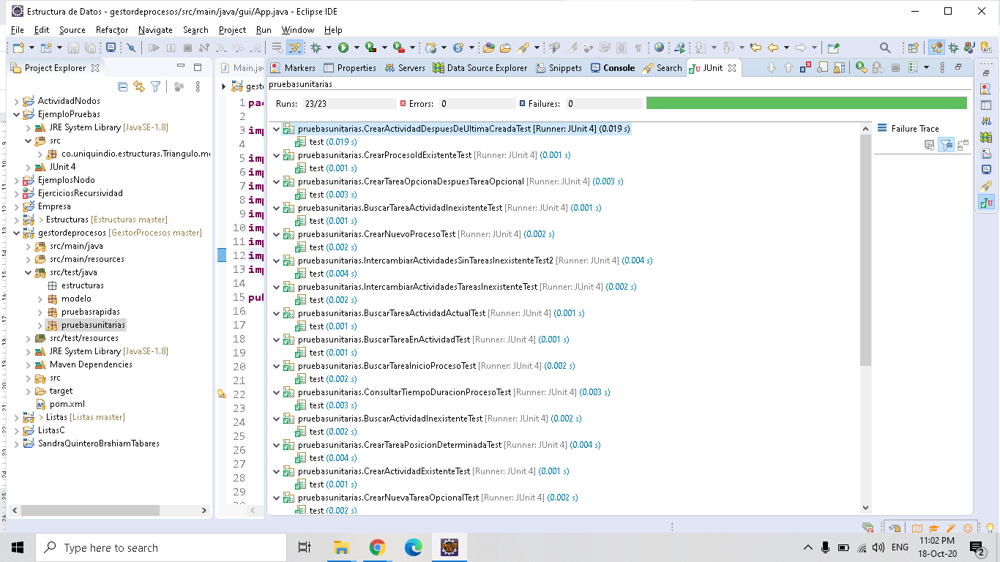 Estructura de Datos - gestordeprocesos/src/main/java/gui/App.java - Eclipse IDE
File Edit Source Refactor Navigate Search Project Run Window Help
Project Explorer
ActividadNodos
EjemploPruebas
JRE System Library [JavaSE-1.8]
src
co.uniquindio.estructuras.Triangulo.m
JUnit 4
EjemplosNodo
EjerciciosRecursividad
Empresa
> Estructuras [Estructuras master]
gestordeprocesos [GestorProcesos master]
src/main/java
src/main/resources
src/test/java
estructuras
modelo
pruebasrapidas
pruebasunitarias
src/test/resources
JRE System Library [JavaSE-1.8]
Maven Dependencies
src
target
pom.xml
> Listas [Listas master]
ListasC
SandraQuinteroBrahiamTabares
Main.jav
gesto
1 pac
2
3 imp
4
5 imp
6 imp
7 imp
8 imp
9 imp
10 imp
11 imp
12 imp
13 imp
14
15 pub
16
17
18
19
20
21
22
23
24
25
26
27
28
29
Markers Properties Servers Data Source Explorer Snippets Console Search JUnit
pruebasunitarias
Runs: 23/23 Errors: 0 Failures: 0
pruebasunitarias.CrearActividadDespuesDeUltimaCreadaTest [Runner: JUnit 4] (0.019 s)
test (0.019 s)
pruebasunitarias.CrearProcesoIdExistenteTest [Runner: JUnit 4] (0.001 s)
test (0.001 s)
pruebasunitarias.CrearTareaOpcionaDespuesTareaOpcional [Runner: JUnit 4] (0.003 s)
test (0.003 s)
pruebasunitarias.BuscarTareaActividadInexistenteTest [Runner: JUnit 4] (0.001 s)
test (0.001 s)
pruebasunitarias.CrearNuevoProcesoTest [Runner: JUnit 4] (0.002 s)
test (0.002 s)
pruebasunitarias.IntercambiarActividadesSinTareasInexistenteTest2 [Runner: JUnit 4] (0.004 s)
test (0.004 s)
pruebasunitarias.IntercambiarActividadesTareasInexistenteTest [Runner: JUnit 4] (0.002 s)
test (0.002 s)
pruebasunitarias.BuscarTareaActividadActualTest [Runner: JUnit 4] (0.001 s)
test (0.001 s)
pruebasunitarias.BuscarTareaEnActividadTest [Runner: JUnit 4] (0.001 s)
test (0.001 s)
pruebasunitarias.BuscarTareaInicioProcesoTest [Runner: JUnit 4] (0.002 s)
test (0.002 s)
pruebasunitarias.ConsultarTiempoDuracionProcesoTest [Runner: JUnit 4] (0.003 s)
test (0.003 s)
pruebasunitarias.BuscarActividadInexistenteTest [Runner: JUnit 4] (0.002 s)
test (0.002 s)
pruebasunitarias.CrearTareaPosicionDeterminadaTest [Runner: JUnit 4] (0.004 s)
test (0.004 s)
pruebasunitarias.CrearActividadExistenteTest [Runner: JUnit 4] (0.001 s)
test (0.001 s)
pruebasunitarias.CrearNuevaTareaOpcionalTest [Runner: JUnit 4] (0.002 s)
test (0.002 s)
Failure Trace
Type here to search
ENG
11:02 PM
18-Oct-20
2